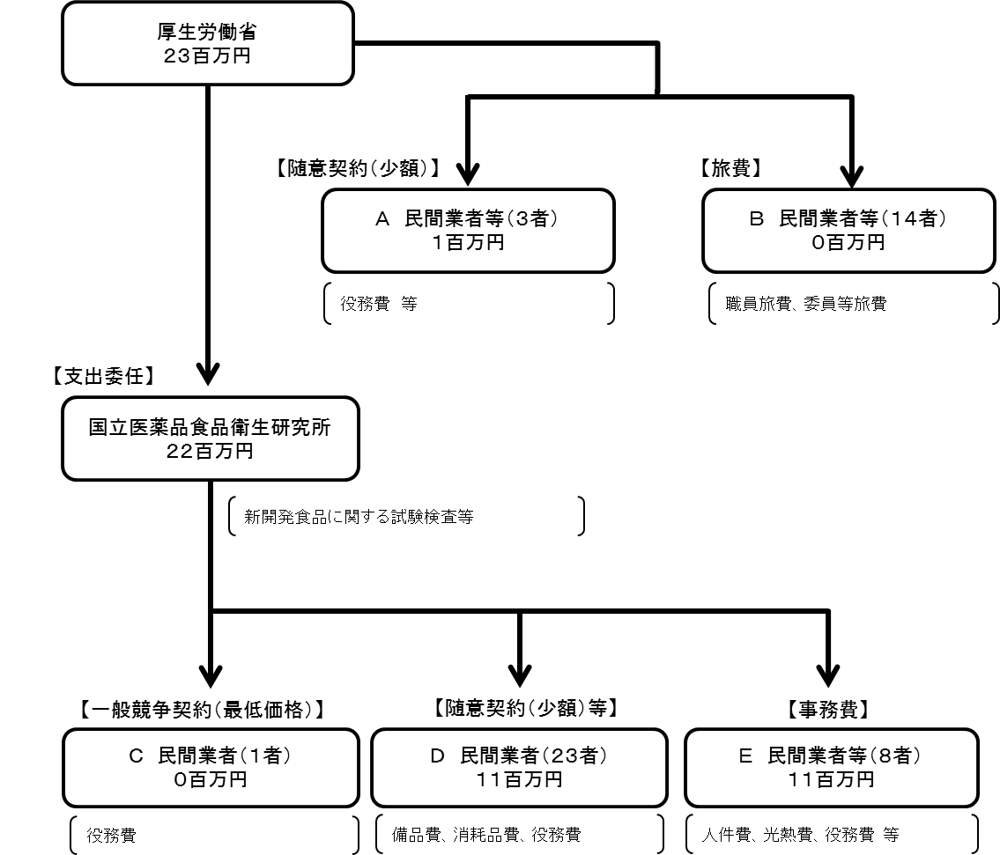 厚生労働省
２３百万円
【随意契約（少額）】
【旅費】
Ａ　民間業者等（３者）
１百万円
Ｂ　民間業者等（１４者）
０百万円
役務費　等
職員旅費、委員等旅費
【支出委任】
国立医薬品食品衛生研究所
２２百万円
新開発食品に関する試験検査等
【一般競争契約（最低価格）】
【随意契約（少額）等】
【事務費】
Ｃ　民間業者（１者）
０百万円
Ｄ　民間業者（２３者）
１１百万円
Ｅ　民間業者等（８者）
１１百万円
役務費
備品費、消耗品費、役務費
人件費、光熱費、役務費　等